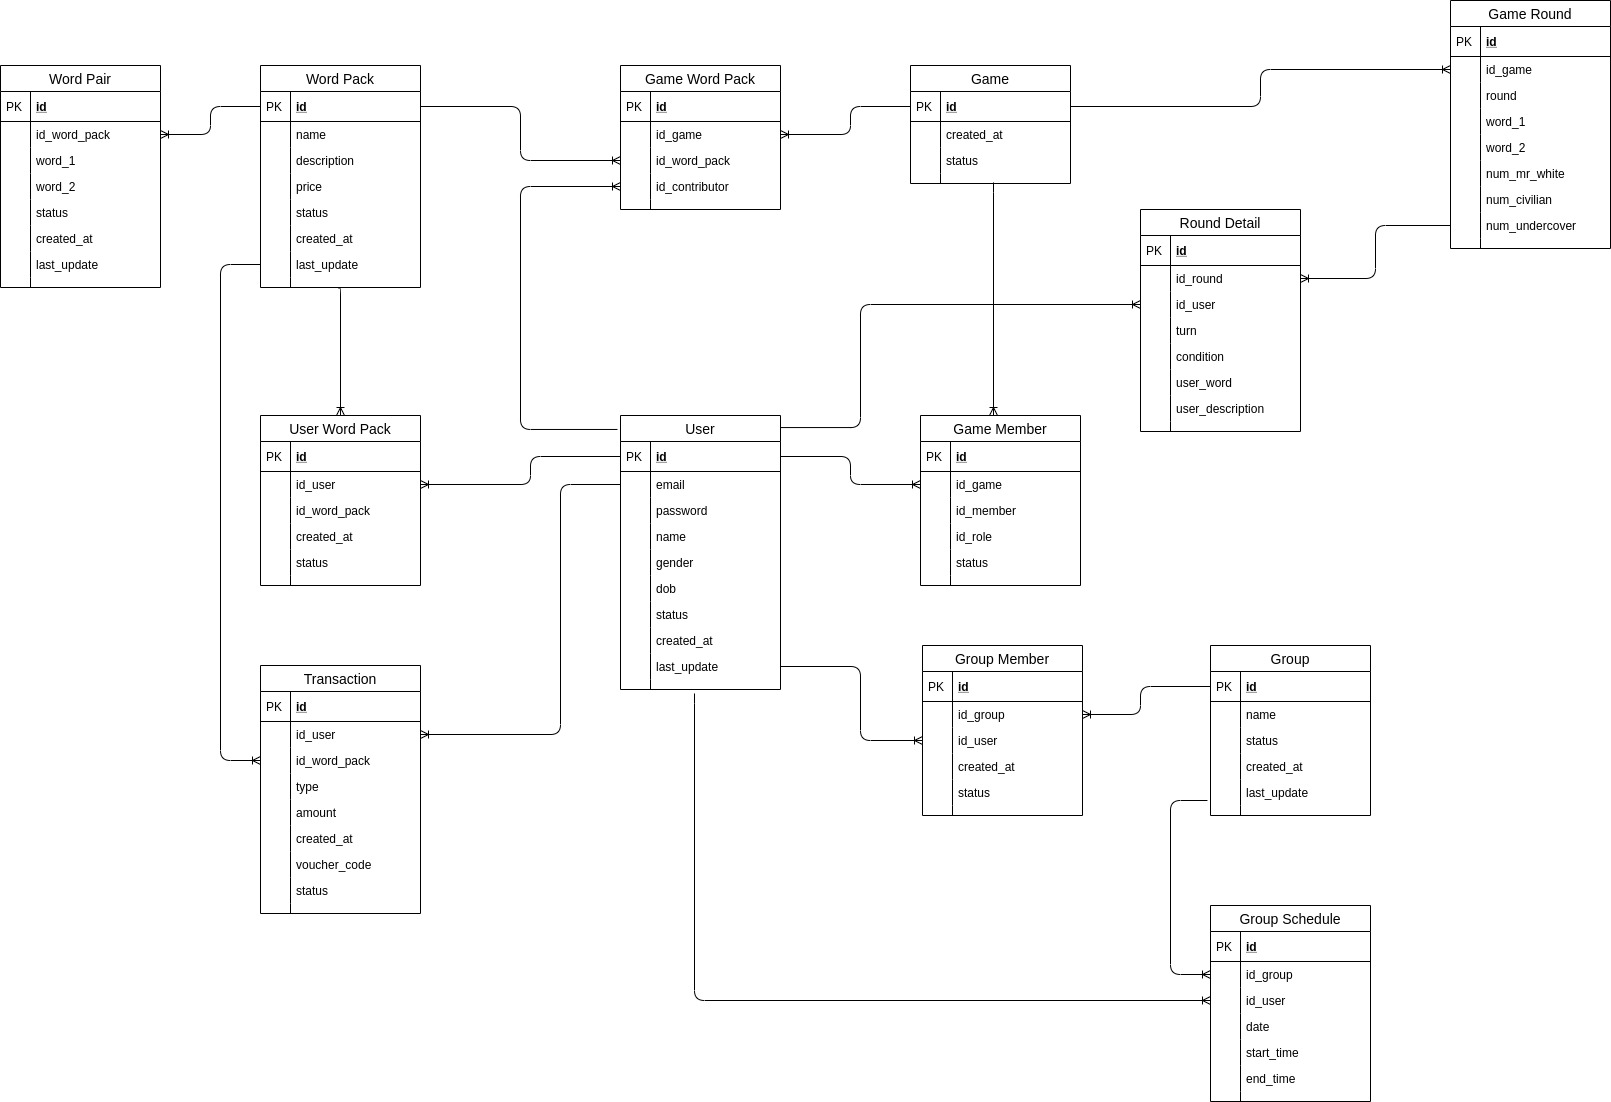 Game Round
PK id
id_game
round
word_1
word_2
num_mr_white
num_civilian
num_undercover
Word Pair
PK id
id_word_pack
word_1
word_2
status
created_at
last_update
Word Pack
PK id
name
description
price
status
created_at
last_update
Game Word Pack
PK id
id_game
id_word_pack
id_contributor
Game
PK id
created_at
status
Round Detail
PK id
id_round
id_user
turn
condition
user_word
user_description
User Word Pack
PK id
id_user
id_word_pack
created_at
status
User
PK id
email
password
name
gender
dob
status
created_at
last_update
Game Member
PK id
id_game
id_member
id_role
status
Transaction
PK id
id_user
id_word_pack
type
amount
created_at
voucher_code
status
Group Member
PK id
id_group
id_user
created_at
status
Group
PK id
name
status
created_at
last_update
Group Schedule
PK id
id_group
id_user
date
start_time
end_time